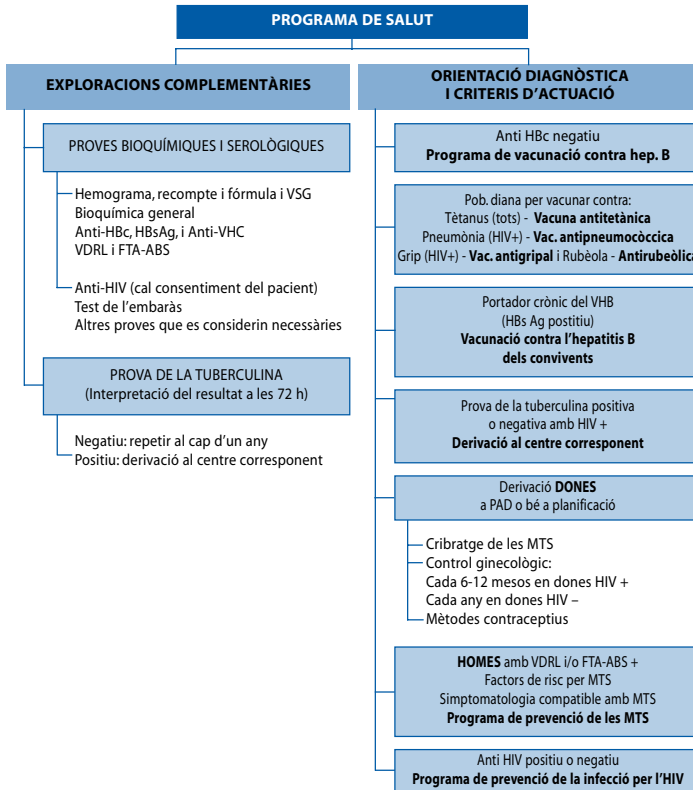 PROGRAMA DE SALUT
EXPLORACIONS COMPLEMENTÀRIES
PROVES BIOQUÍMIQUES I SEROLÒGIQUES
Hemograma, recompte i fórmula i VSG
Bioquímica general
Anti-HBc, HBsAg, i Anti-VHC
VDRL i FTA-ABS
Anti-HIV (cal consentiment del pacient)
Test de l'embaràs
Altres proves que es considerin necessàries
PROVA DE LA TUBERCULINA
(Interpretació del resultat a les 72 h)
Negatiu: repetir al cap d'un any
Positiu: derivació al centre corresponent
ORIENTACIÓ DIAGNÒSTICA
I CRITERIS D'ACTUACIÓ
Anti HBc negatiu
Programa de vacunació contra hep. B
Pob. diana per vacunar contra:
Tètanus (tots) - Vacuna antitetànica
Pneumònia (HIV+) - Vac. antipneumocòccica
Grip (HIV+) - Vac. antigripal i Rubèola - Antirubeòlica
Portador crònic del VHB
(HBs Ag postitiu)
Vacunació contra l'hepatitis B
dels convivents
Prova de la tuberculina positiva
o negativa amb HIV +
Derivació al centre corresponent
Derivació DONES
a PAD o bé a planificació
Cribratge de les MTS
Control ginecològic:
Cada 6-12 mesos en dones HIV +
Cada any en dones HIV –
Mètodes contraceptius
HOMES amb VDRL i/o FTA-ABS +
Factors de risc per MTS
Simptomatologia compatible amb MTS
Programa de prevenció de les MTS
Anti HIV positiu o negatiu
Programa de prevenció de la infecció per l'HIV